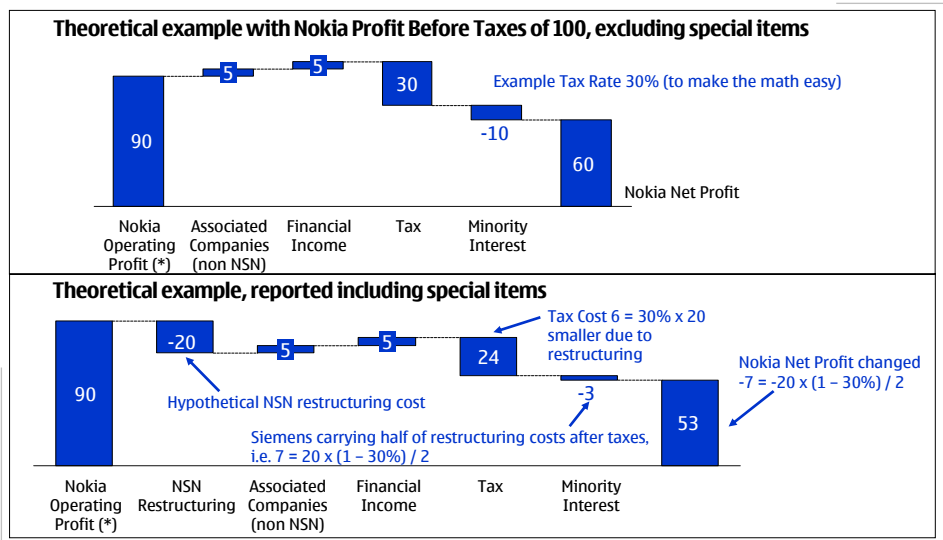 Theoretical example with Nokia Profit Before Taxes of 100, excluding special items
5
5
30
Example Tax Rate 30% (to make the math easy)
90
-10
60
Nokia Net Profit
Nokia
Operating
Profit (*)
Associated
Companies
(non NSN)
Financial
Income
Tax
Minority
Interest
Theoretical example, reported including special items
Tax Cost 6 = 30% x 20
smaller due to
restructuring
-20
5
5
24
Nokia Net Profit changed
-7 = -20 x (1 – 30%) / 2
90
Hypothetical NSN restructuring cost
-3
53
Siemens carrying half of restructuring costs after taxes,
i.e. 7 = 20 x (1 – 30%) / 2
Nokia
Operating
Profit (*)
NSN
Restructuring
Associated
Companies
(non NSN)
Financial
Income
Tax
Minority
Interest